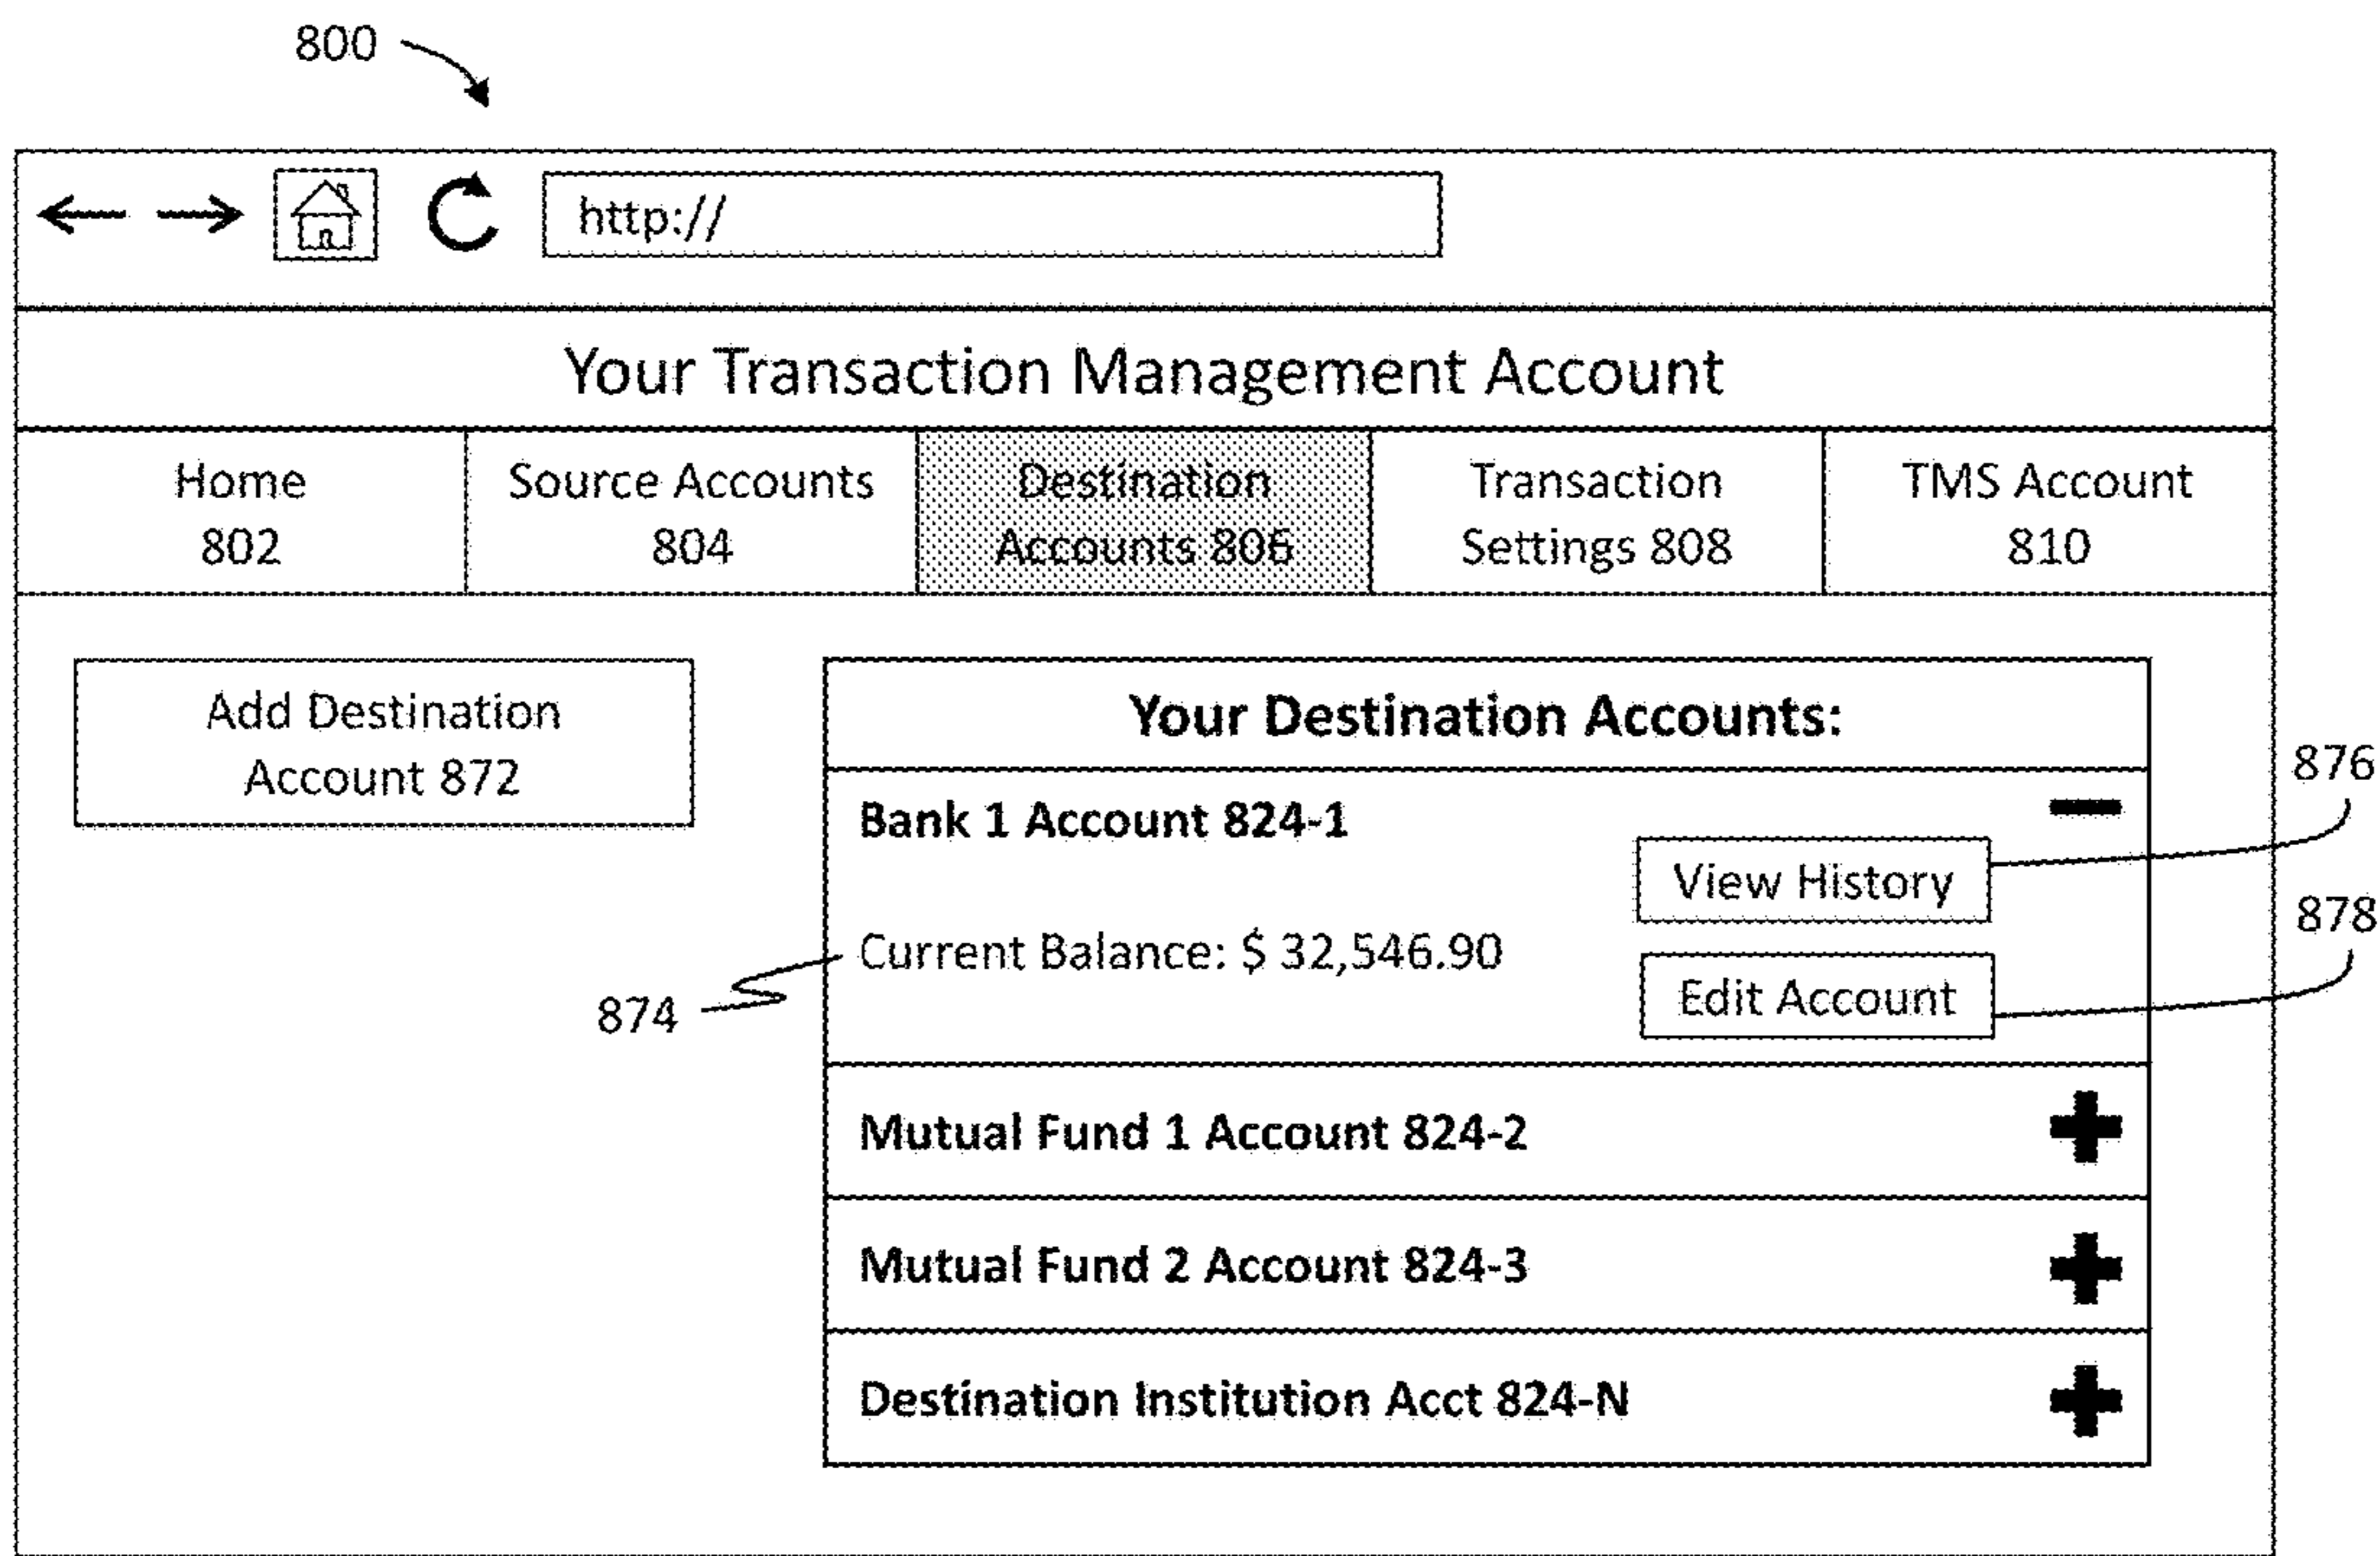 800
http://
Your Transaction Management Account
Home
802
Source Accounts
804
Destination
Accounts 806
Transaction
Settings 808
TMS Account
810
Add Destination
Account 872
Your Destination Accounts:
876
Bank 1 Account 824-1
View History
878
Current Balance: $ 32,546.90
Edit Account
874
Mutual Fund 1 Account 824-2
Mutual Fund 2 Account 824-3
Destination Institution Acct 824-N